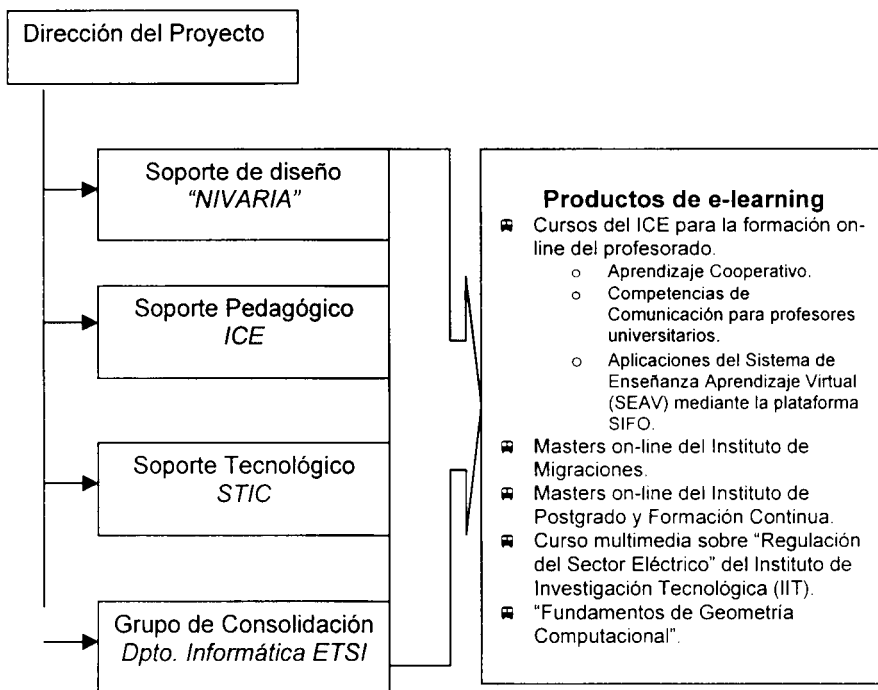 Dirección del Proyecto
Soporte de diseño
"NIVARIA"
Soporte Pedagógico
ICE
Soporte Tecnológico
STIC
Grupo de Consolidación
Dpto. Informática ETSI
Productos de e-learning
Cursos del ICE para la formación on-
line del profesorado.
o Aprendizaje Cooperativo.
o Competencias de
Comunicación para profesores
universitarios.
o Aplicaciones del Sistema de
Enseñanza Aprendizaje Virtual
(SEAV) mediante la plataforma
SIFO.
Masters on-line del Instituto de
Migraciones.
Masters on-line del Instituto de
Postgrado y Formación Continua.
Curso multimedia sobre "Regulación
del Sector Eléctrico" del Instituto de
Investigación Tecnológica (IIT).
"Fundamentos de Geometría
Computacional".